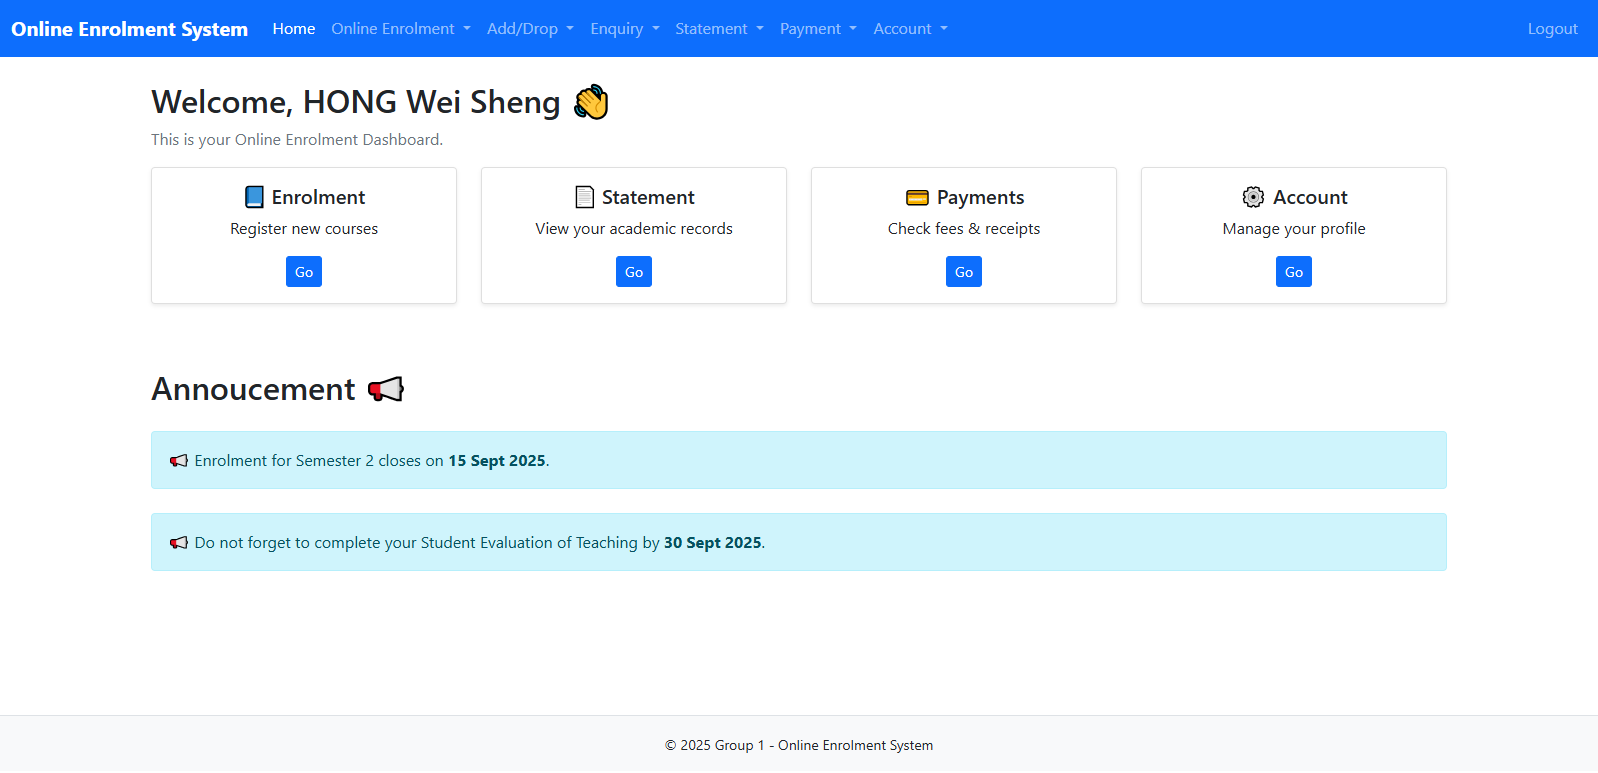 Online Enrolment System Home Online Enrolment Add/Drop Enquiry Statement Payment Account Logout
Welcome, HONG Wei Sheng 👋
This is your Online Enrolment Dashboard.
📘 Enrolment
Register new courses
Go
📄 Statement
View your academic records
Go
💳 Payments
Check fees & receipts
Go
⚙️ Account
Manage your profile
Go
Annoucement 📢
📢 Enrolment for Semester 2 closes on 15 Sept 2025.
📢 Do not forget to complete your Student Evaluation of Teaching by 30 Sept 2025.
© 2025 Group 1 - Online Enrolment System